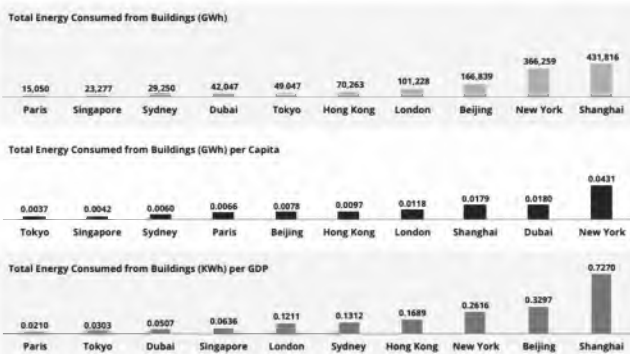 Total Energy Consumed from Buildings (GWh)
15,050 23,277 29,250 42,047 49,047 70,263 101,228 166,839 366,259 431,816
Paris Singapore Sydney Dubai Tokyo Hong Kong London Beijing New York Shanghai
Total Energy Consumed from Buildings (GWh) per Capita
0.0037 0.0042 0.0060 0.0066 0.0078 0.0097 0.0118 0.0179 0.0180 0.0431
Tokyo Singapore Sydney Paris Beijing Hong Kong London Shanghai Dubai New York
Total Energy Consumed from Buildings (KWh) per GDP
0.0210 0.0303 0.0507 0.0636 0.1211 0.1312 0.1689 0.2616 0.3297 0.7270
Paris Tokyo Dubai Singapore London Sydney Hong Kong New York Beijing Shanghai